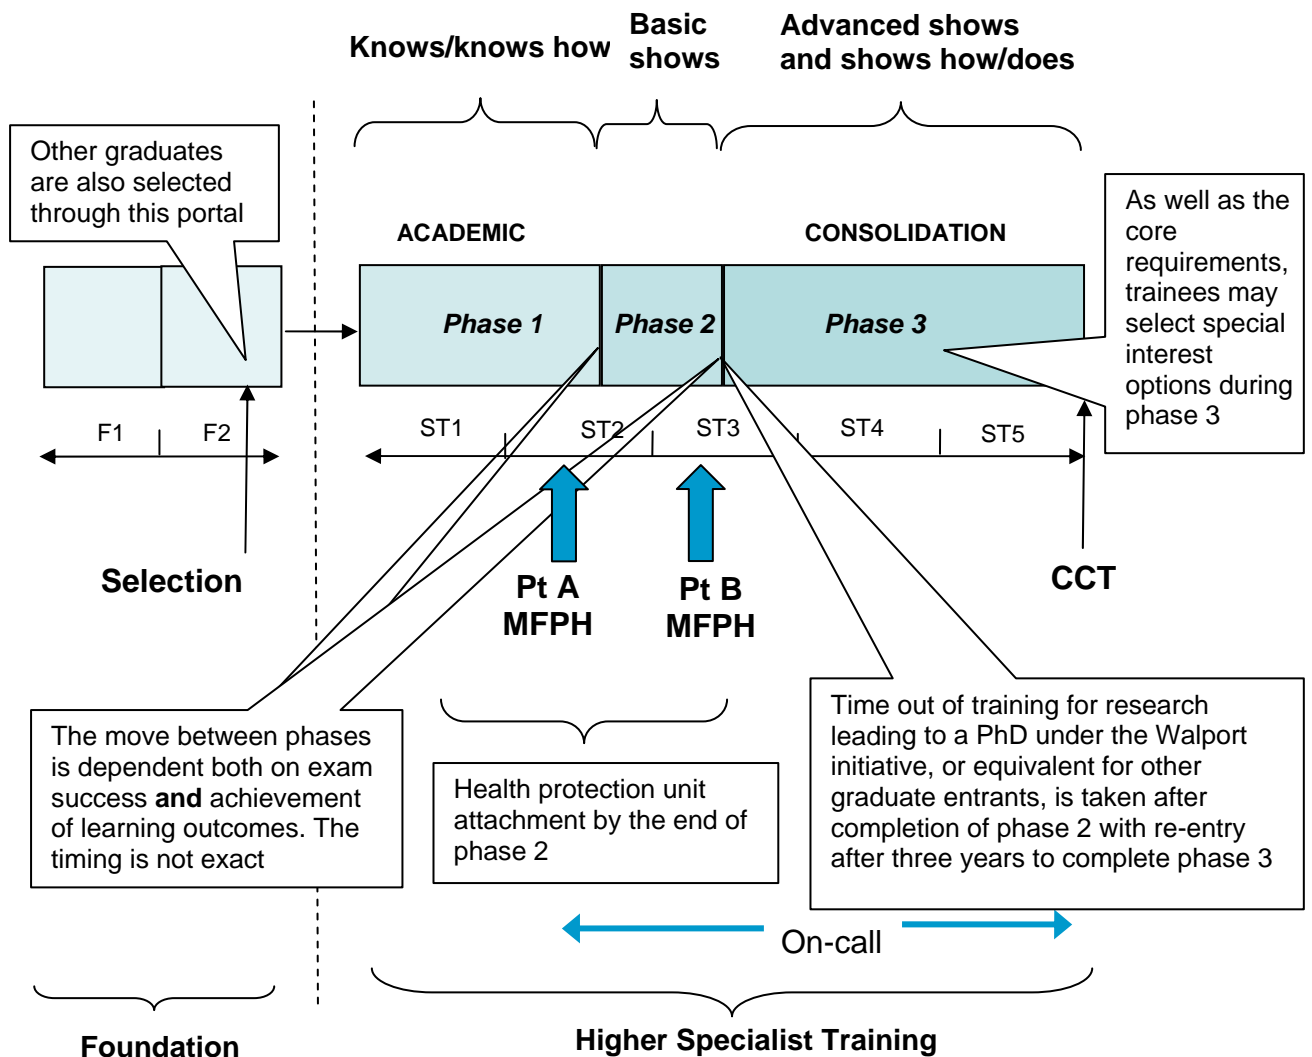 Knows/knows how
Basic
shows
Advanced shows
and shows how/does
Other graduates
are also selected
through this portal
ACADEMIC
CONSOLIDATION
As well as the
core
requirements,
trainees may
select special
interest
options during
phase 3
Phase 1
Phase 2
Phase 3
F1
F2
ST1
ST2
ST3
ST4
ST5
Selection
Pt A
MFPH
Pt B
MFPH
CCT
The move between phases
is dependent both on exam
success and achievement
of learning outcomes. The
timing is not exact
Health protection unit
attachment by the end of
phase 2
Time out of training for research
leading to a PhD under the Walport
initiative, or equivalent for other
graduate entrants, is taken after
completion of phase 2 with re-entry
after three years to complete phase 3
On-call
Foundation
Higher Specialist Training